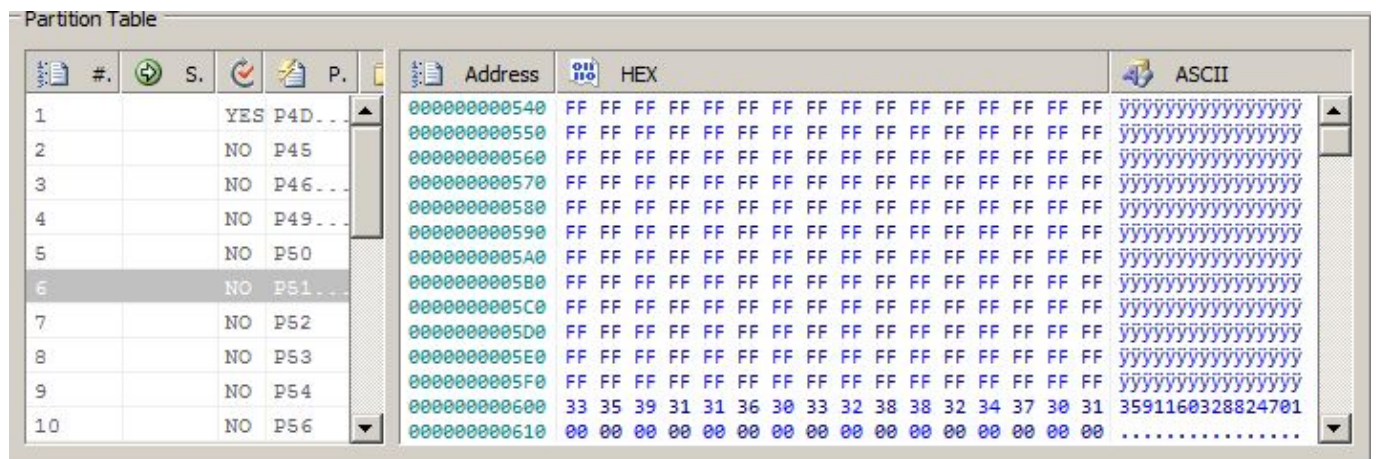 Partition Table
#. S. P.
1 YES P4D...
2 NO P45
3 NO P46...
4 NO P49...
5 NO P50
6 NO P51...
7 NO P52
8 NO P53
9 NO P54
10 NO P56
Address HEX ASCII
000000000540 FF FF FF FF FF FF FF FF FF FF FF FF FF FF FF FF ÿÿÿÿÿÿÿÿÿÿÿÿÿÿÿÿ
000000000550 FF FF FF FF FF FF FF FF FF FF FF FF FF FF FF FF ÿÿÿÿÿÿÿÿÿÿÿÿÿÿÿÿ
000000000560 FF FF FF FF FF FF FF FF FF FF FF FF FF FF FF FF ÿÿÿÿÿÿÿÿÿÿÿÿÿÿÿÿ
000000000570 FF FF FF FF FF FF FF FF FF FF FF FF FF FF FF FF ÿÿÿÿÿÿÿÿÿÿÿÿÿÿÿÿ
000000000580 FF FF FF FF FF FF FF FF FF FF FF FF FF FF FF FF ÿÿÿÿÿÿÿÿÿÿÿÿÿÿÿÿ
000000000590 FF FF FF FF FF FF FF FF FF FF FF FF FF FF FF FF ÿÿÿÿÿÿÿÿÿÿÿÿÿÿÿÿ
0000000005A0 FF FF FF FF FF FF FF FF FF FF FF FF FF FF FF FF ÿÿÿÿÿÿÿÿÿÿÿÿÿÿÿÿ
0000000005B0 FF FF FF FF FF FF FF FF FF FF FF FF FF FF FF FF ÿÿÿÿÿÿÿÿÿÿÿÿÿÿÿÿ
0000000005C0 FF FF FF FF FF FF FF FF FF FF FF FF FF FF FF FF ÿÿÿÿÿÿÿÿÿÿÿÿÿÿÿÿ
0000000005D0 FF FF FF FF FF FF FF FF FF FF FF FF FF FF FF FF ÿÿÿÿÿÿÿÿÿÿÿÿÿÿÿÿ
0000000005E0 FF FF FF FF FF FF FF FF FF FF FF FF FF FF FF FF ÿÿÿÿÿÿÿÿÿÿÿÿÿÿÿÿ
0000000005F0 FF FF FF FF FF FF FF FF FF FF FF FF FF FF FF FF ÿÿÿÿÿÿÿÿÿÿÿÿÿÿÿÿ
000000000600 33 35 39 31 31 36 30 33 32 38 38 32 34 37 30 31 3591160328824701
000000000610 00 00 00 00 00 00 00 00 00 00 00 00 00 00 00 00 ................